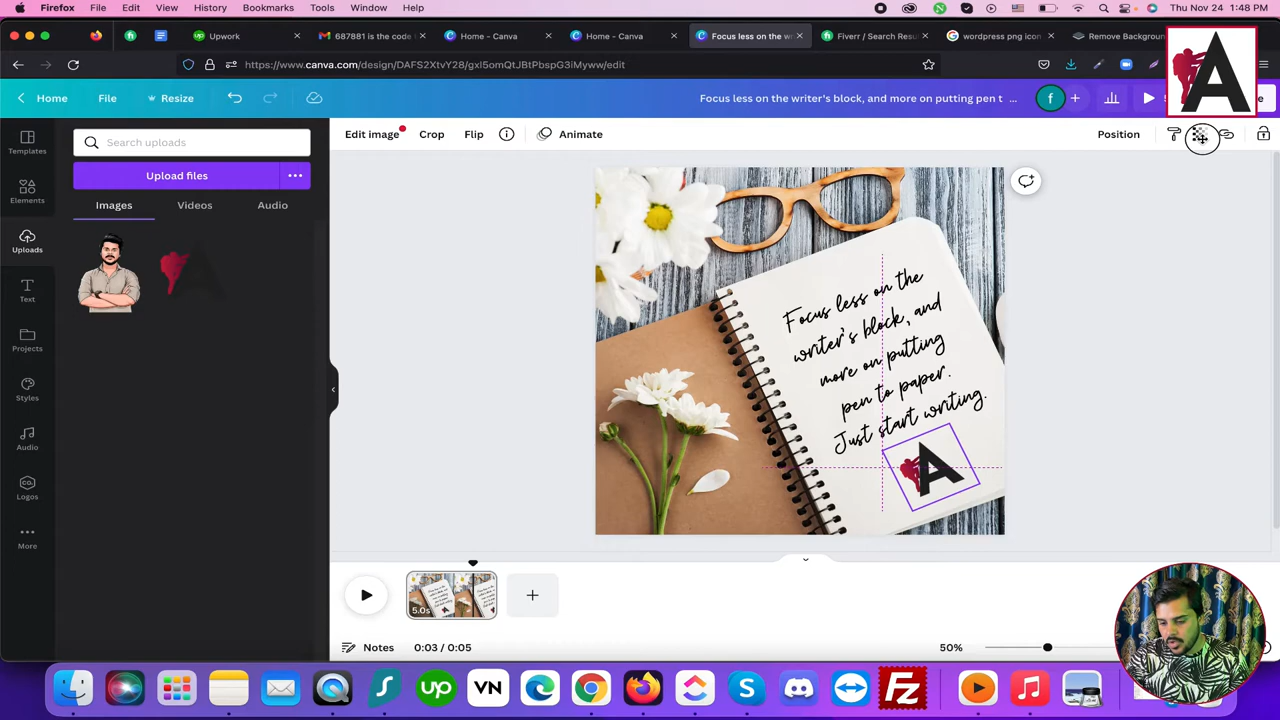 Firefox File Edit View History Bookmarks Tools Window Help Thu Nov 24 1:48 PM
Upwork 687881 is the code Home - Canva Home - Canva Focus less on the wr Fiverr / Search Resu wordpress png icon Remove Backgroun
https://www.canva.com/design/DAFS2XtvY28/gxl5omQtJBtPbspG3iMyww/edit
Home File Resize Focus less on the writer's block, and more on putting pen t ... f
Edit image Crop Flip Animate Position
Search uploads
Upload files
Images Videos Audio
Templates
Elements
Uploads
Text
Projects
Styles
Audio
Logos
More
A
Focus less on the
writer's block, and
more on putting
pen to paper.
Just start writing.
A
5.0s
Notes 0:03 / 0:05 50%
up VN Fz